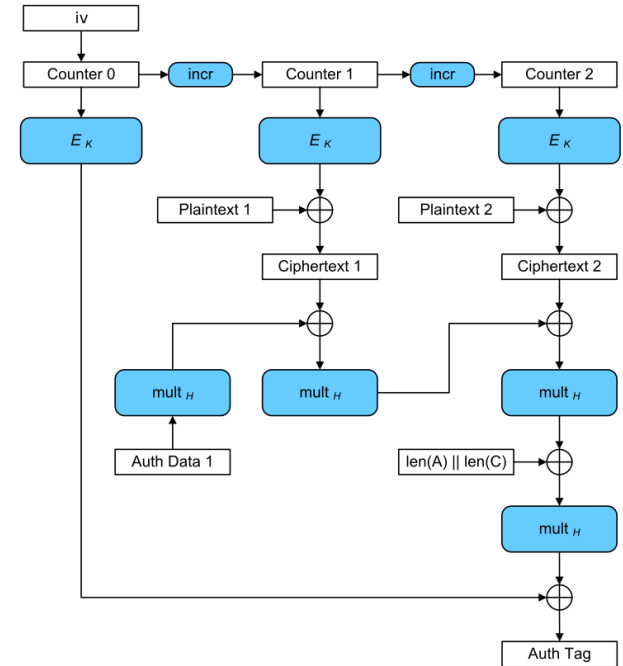 iv
Counter 0
incr
Counter 1
incr
Counter 2
E K
E K
E K
Plaintext 1
Plaintext 2
Ciphertext 1
Ciphertext 2
mult H
mult H
mult H
Auth Data 1
len(A) || len(C)
mult H
Auth Tag